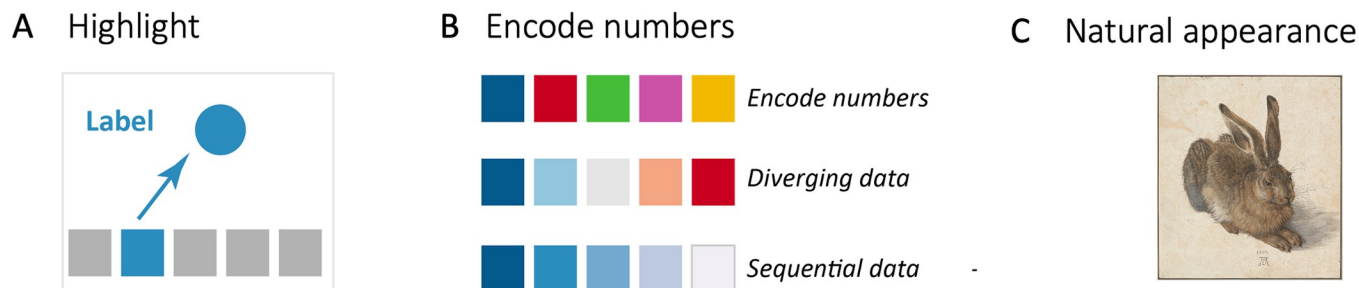 A Highlight
Label
B Encode numbers
Encode numbers
Diverging data
Sequential data
-
C Natural appearance